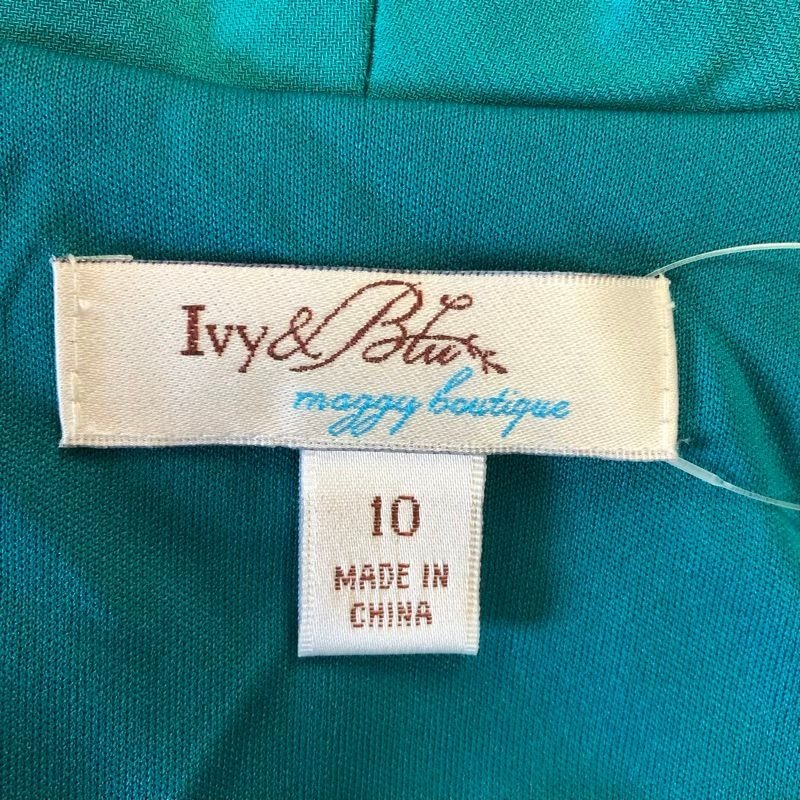 Ivy & Blu
maggy boutique
10
MADE IN
CHINA